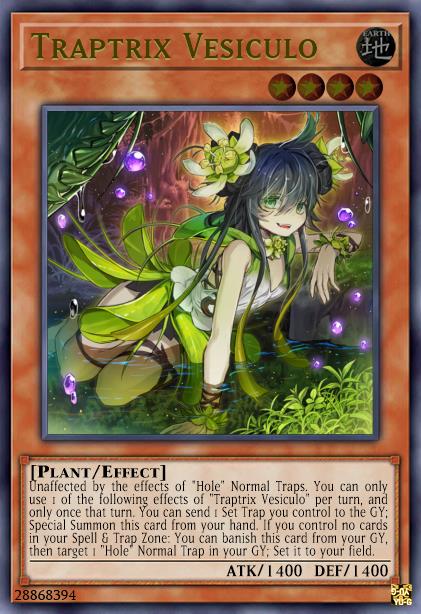 Traptrix Vesiculo
EARTH
地
[Plant/Effect]
Unaffected by the effects of "Hole" Normal Traps. You can only
use 1 of the following effects of "Traptrix Vesiculo" per turn, and
only once that turn. You can send 1 Set Trap you control to the GY;
Special Summon this card from your hand. If you control no cards
in your Spell & Trap Zone: You can banish this card from your GY,
then target 1 "Hole" Normal Trap in your GY; Set it to your field.
ATK/1400 DEF/1400
28868394